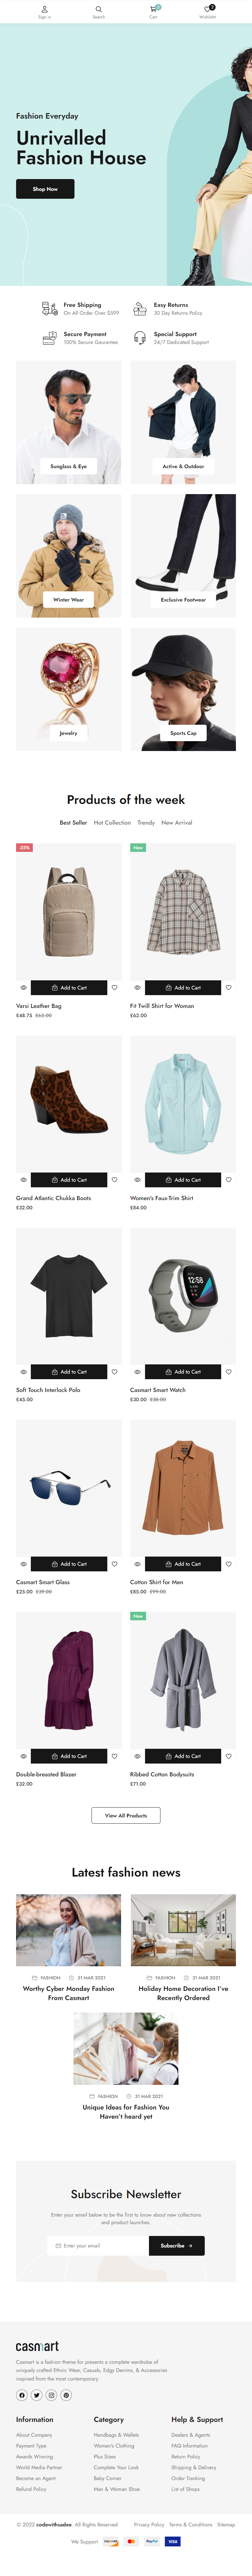 Sign in
Search
Cart
Wishlisht
2
Fashion Everyday
Unrivalled
Fashion House
Shop Now
Free Shipping
On All Order Over $599
Easy Returns
30 Day Returns Policy
Secure Payment
100% Secure Gaurantee
Special Support
24/7 Dedicated Support
Sunglass & Eye
Active & Outdoor
Winter Wear
Exclusive Footwear
Jewelry
Sports Cap
Products of the week
Best Seller
Hot Collection
Trendy
New Arrival
-25%
New
Add to Cart
Add to Cart
Varsi Leather Bag
£48.75 £65.00
Fit Twill Shirt for Woman
£62.00
Add to Cart
Add to Cart
Grand Atlantic Chukka Boots
£32.00
Women's Faux-Trim Shirt
£84.00
Add to Cart
Add to Cart
Soft Touch Interlock Polo
£45.00
Casmart Smart Watch
£30.00 £38.00
Add to Cart
Add to Cart
Casmart Smart Glass
£25.00 £39.00
Cotton Shirt for Men
£85.00 £99.00
New
Add to Cart
Add to Cart
Double-breasted Blazer
£32.00
Ribbed Cotton Bodysuits
£71.00
View All Products
Latest fashion news
FASHION 31 MAR 2021
Worthy Cyber Monday Fashion
From Casmart
FASHION 31 MAR 2021
Holiday Home Decoration I've
Recently Ordered
FASHION 31 MAR 2021
Unique Ideas for Fashion You
Haven't heard yet
Subscribe Newsletter
Enter your email below to be the first to know about new collections
and product launches.
Enter your email
Subscribe
casmart
Casmart is a fashion theme for presents a complete wardrobe of
uniquely crafted Ethnic Wear, Casuals, Edgy Denims, & Accessories
inspired from the most contemporary
Information
About Company
Payment Type
Awards Winning
World Media Partner
Become an Agent
Refund Policy
Category
Handbags & Wallets
Women's Clothing
Plus Sizes
Complete Your Look
Baby Corner
Man & Woman Shoe
Help & Support
Dealers & Agents
FAQ Information
Return Policy
Shipping & Delivery
Order Tranking
List of Shops
© 2022 codewithsadee. All Rights Reserved
Privacy Policy
Terms & Conditions
Sitemap
We Support
PayPal
VISA